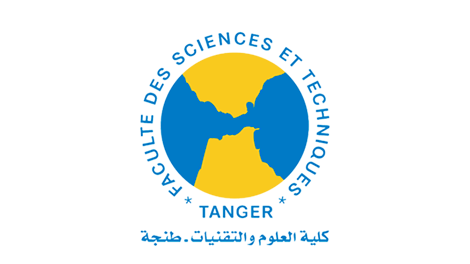 FACULTE DES SCIENCES ET TECHNIQUES
* TANGER *
كلية العلوم والتقنيات - طنجة